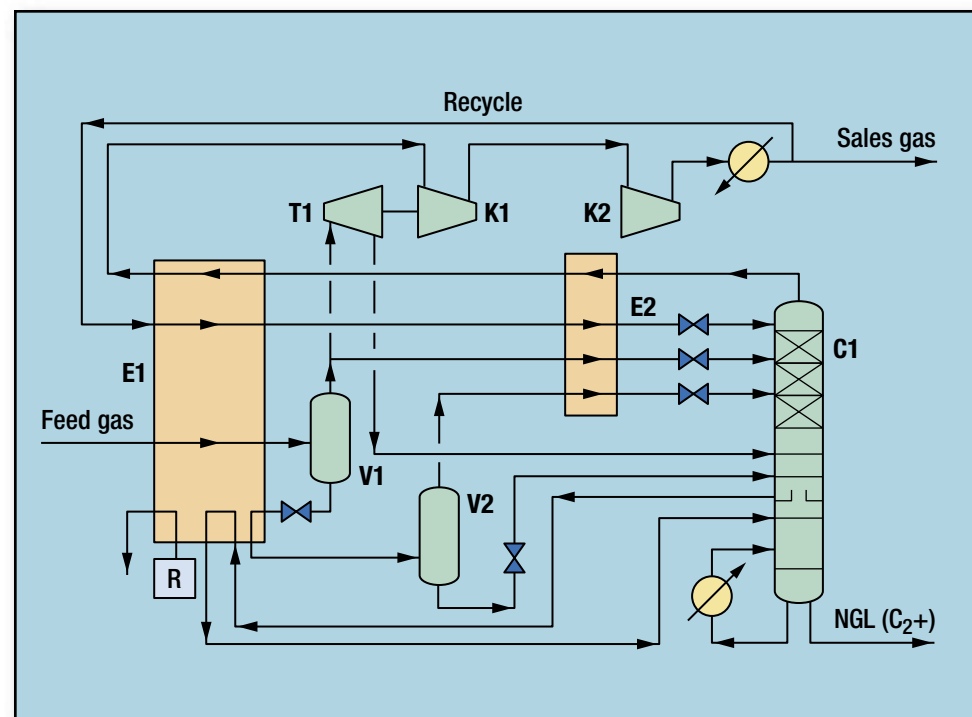 Recycle
Sales gas
T1
K1
K2
E2
C1
E1
Feed gas
V1
V2
R
NGL (C₂+)